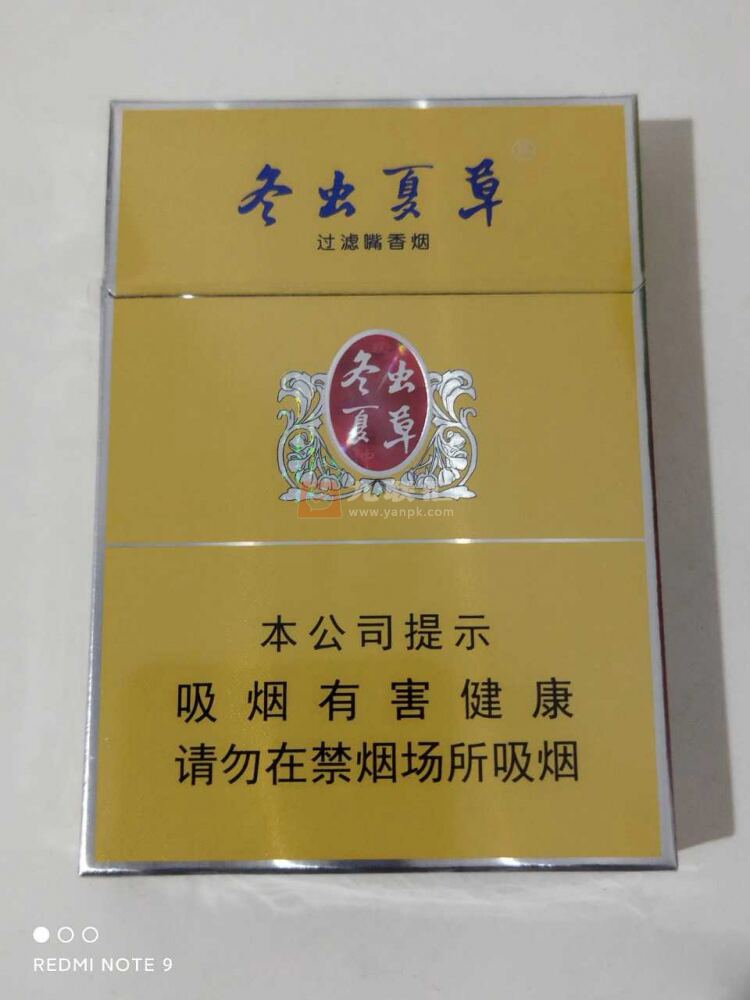 冬虫夏草
过滤嘴香烟
冬虫
夏草
www.yanpk.com
本公司提示
吸烟有害健康
请勿在禁烟场所吸烟
REDMI NOTE 9